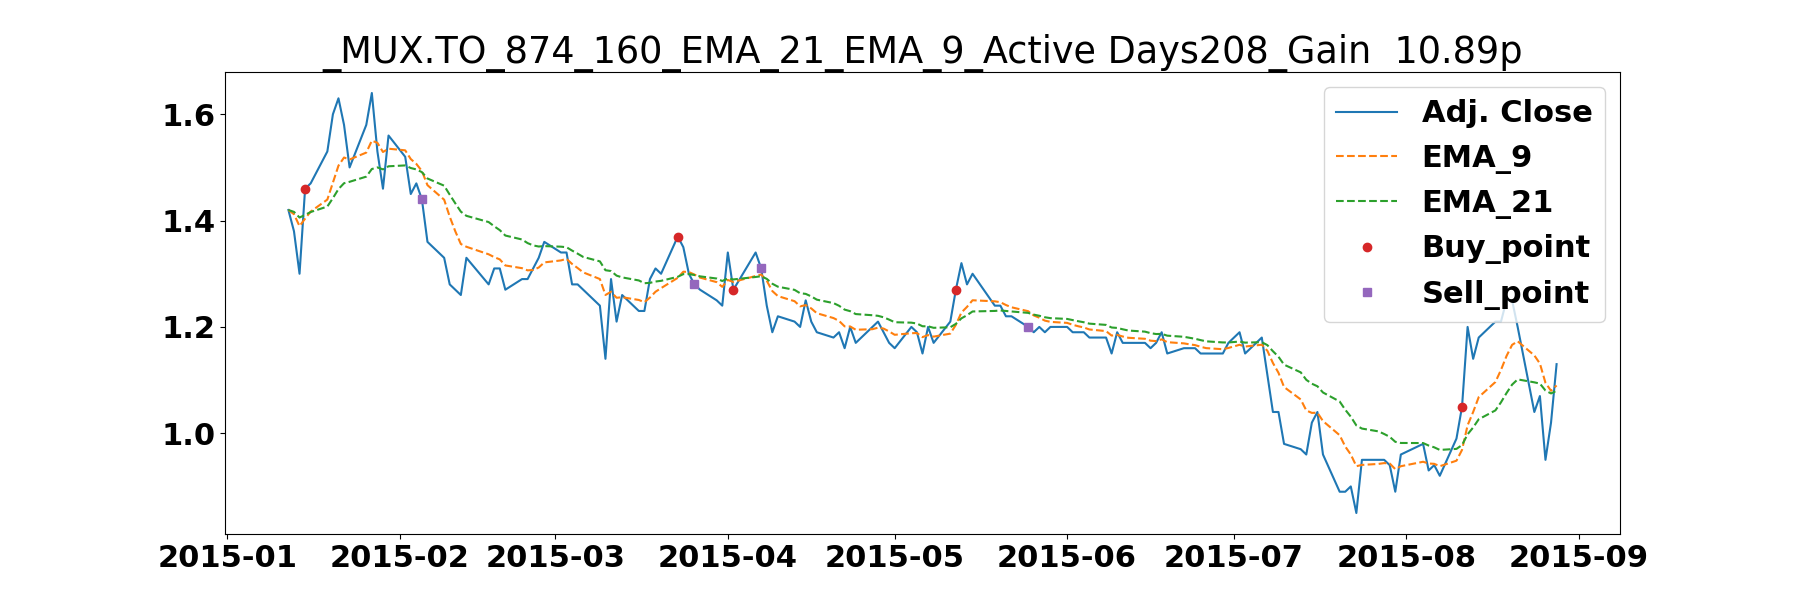 _MUX.TO_874_160_EMA_21_EMA_9_Active Days208_Gain  10.89p
1.6
1.4
1.2
1.0
Adj. Close
EMA_9
EMA_21
Buy_point
Sell_point
2015-01 2015-02 2015-03 2015-04 2015-05 2015-06 2015-07 2015-08 2015-09